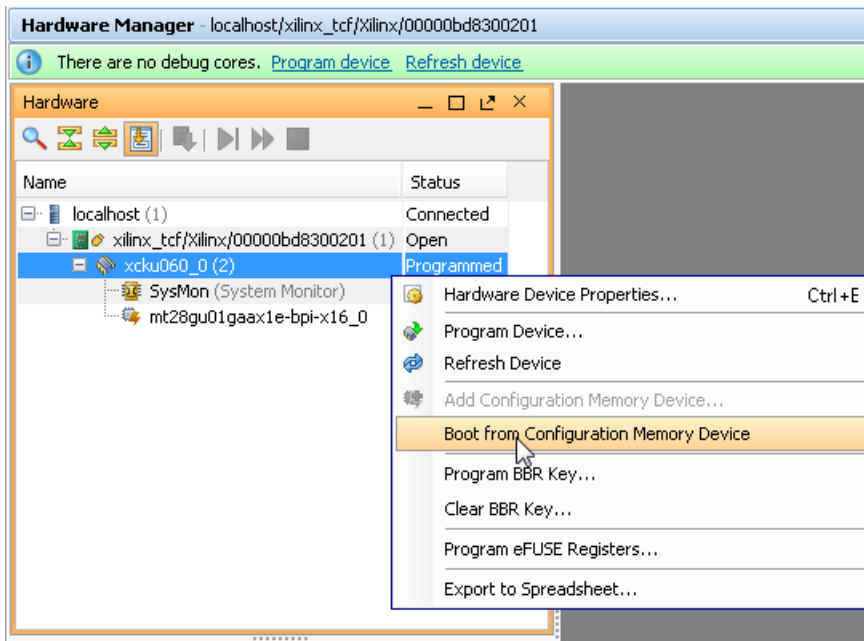 Hardware Manager - localhost/xilinx_tcf/Xilinx/00000bd8300201
There are no debug cores. Program device Refresh device
Hardware
Name Status
localhost (1) Connected
xilinx_tcf/Xilinx/00000bd8300201 (1) Open
xcku060_0 (2) Programmed
SysMon (System Monitor)
mt28gu01gaax1e-bpi-x16_0
Hardware Device Properties... Ctrl+E
Program Device...
Refresh Device
Add Configuration Memory Device...
Boot from Configuration Memory Device
Program BBR Key...
Clear BBR Key...
Program eFUSE Registers...
Export to Spreadsheet...